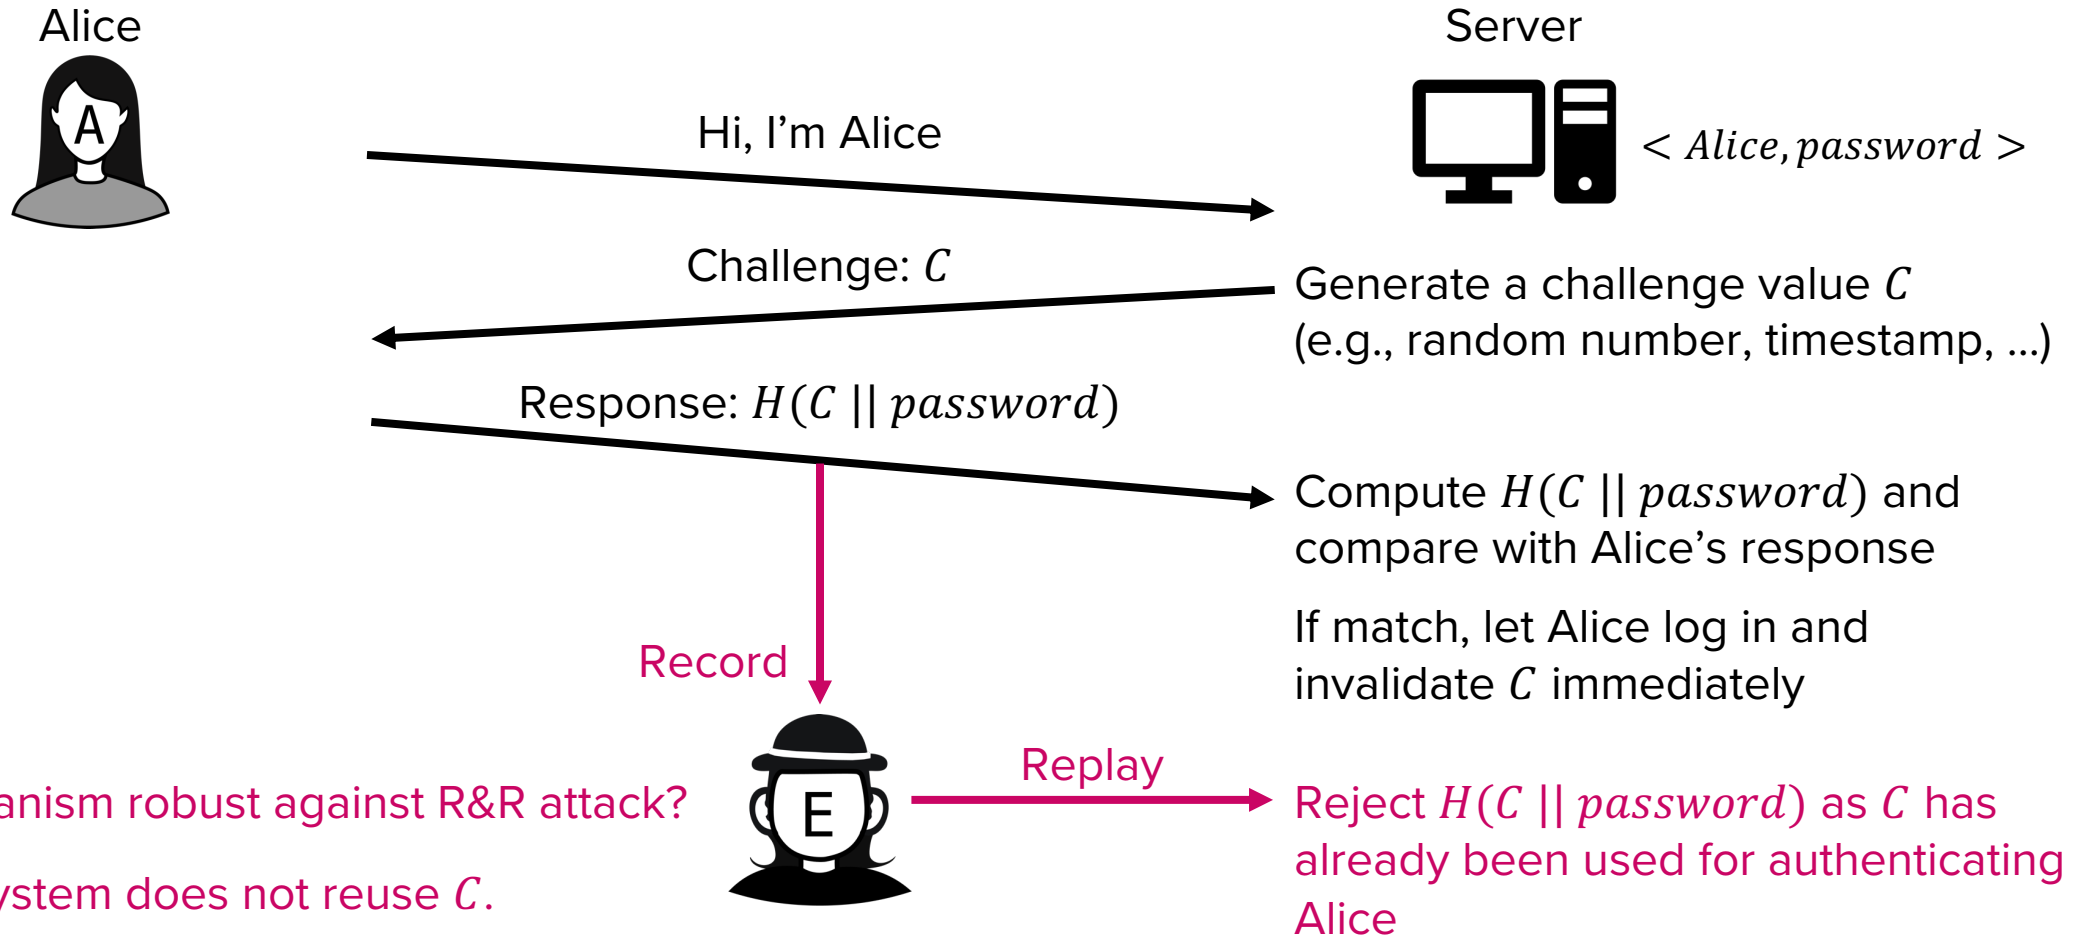 Alice
Server
A
Hi, I'm Alice
< Alice, password >
Challenge: C
Generate a challenge value C
(e.g., random number, timestamp, ...)
Response: H(C || password)
Compute H(C || password) and
compare with Alice's response
If match, let Alice log in and
invalidate C immediately
Record
Replay
E
anism robust against R&R attack?
Reject H(C || password) as C has
already been used for authenticating
Alice
ystem does not reuse C.